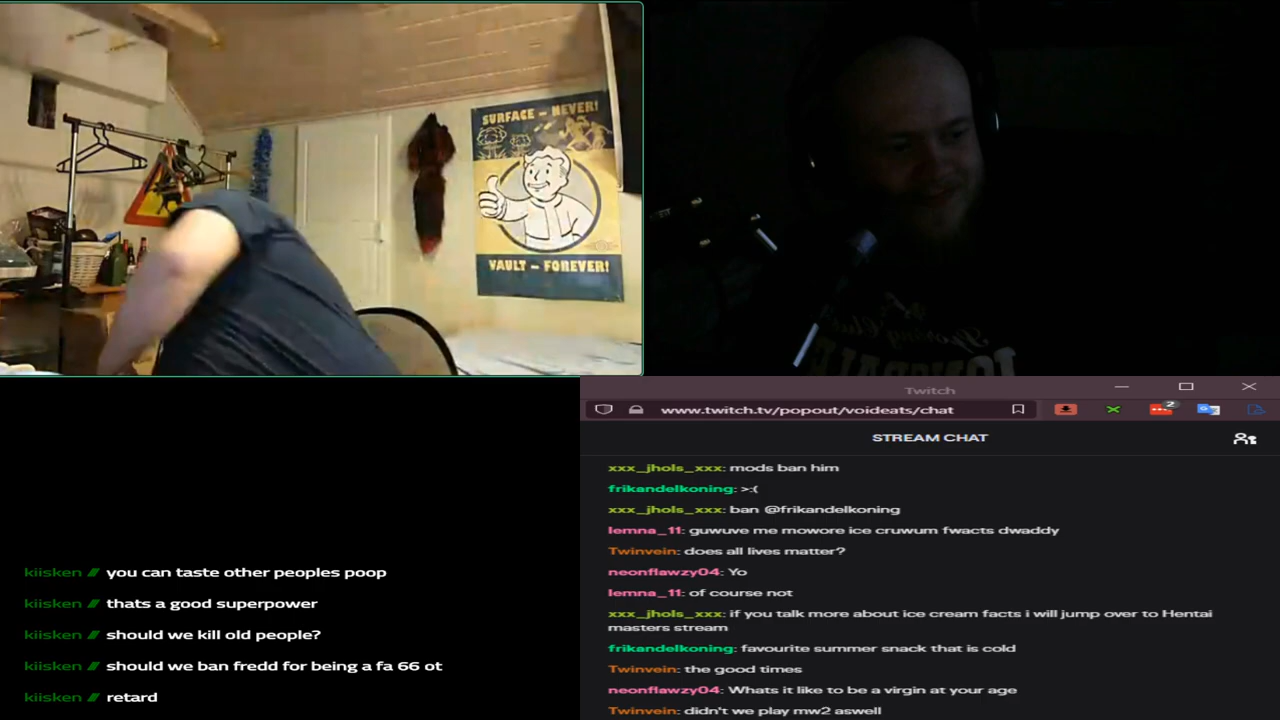 SURFACE – NEVER!
VAULT – FOREVER!
Twitch
www.twitch.tv/popout/voideats/chat
2
STREAM CHAT
xxx_jhols_xxx: mods ban him
frikandelkoning: >:(
xxx_jhols_xxx: ban @frikandelkoning
lemna_11: guwuve me mowore ice cruwum fwacts dwaddy
Twinvein: does all lives matter?
neonflawzy04: Yo
lemna_11: of course not
xxx_jhols_xxx: if you talk more about ice cream facts i will jump over to Hentai
masters stream
frikandelkoning: favourite summer snack that is cold
Twinvein: the good times
neonflawzy04: Whats it like to be a virgin at your age
Twinvein: didn't we play mw2 aswell
kiisken // you can taste other peoples poop
kiisken // thats a good superpower
kiisken // should we kill old people?
kiisken // should we ban fredd for being a fa 66 ot
kiisken // retard